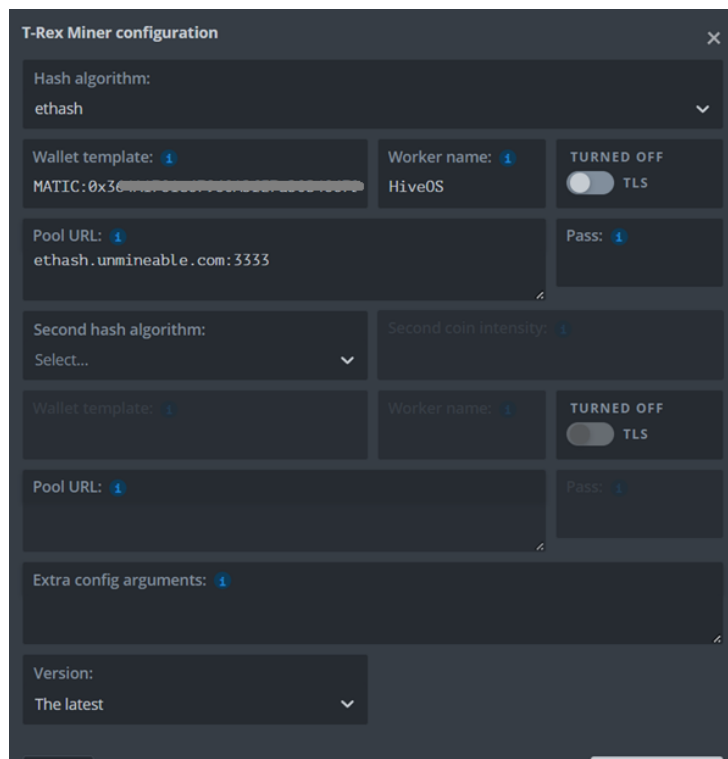 T-Rex Miner configuration
Hash algorithm:
ethash
Wallet template:
MATIC:0x3
Worker name:
HiveOS
TURNED OFF
TLS
Pool URL:
ethash.unmineable.com:3333
Pass:
Second hash algorithm:
Select...
Second coin intensity:
Wallet template:
Worker name:
TURNED OFF
TLS
Pool URL:
Pass:
Extra config arguments:
Version:
The latest